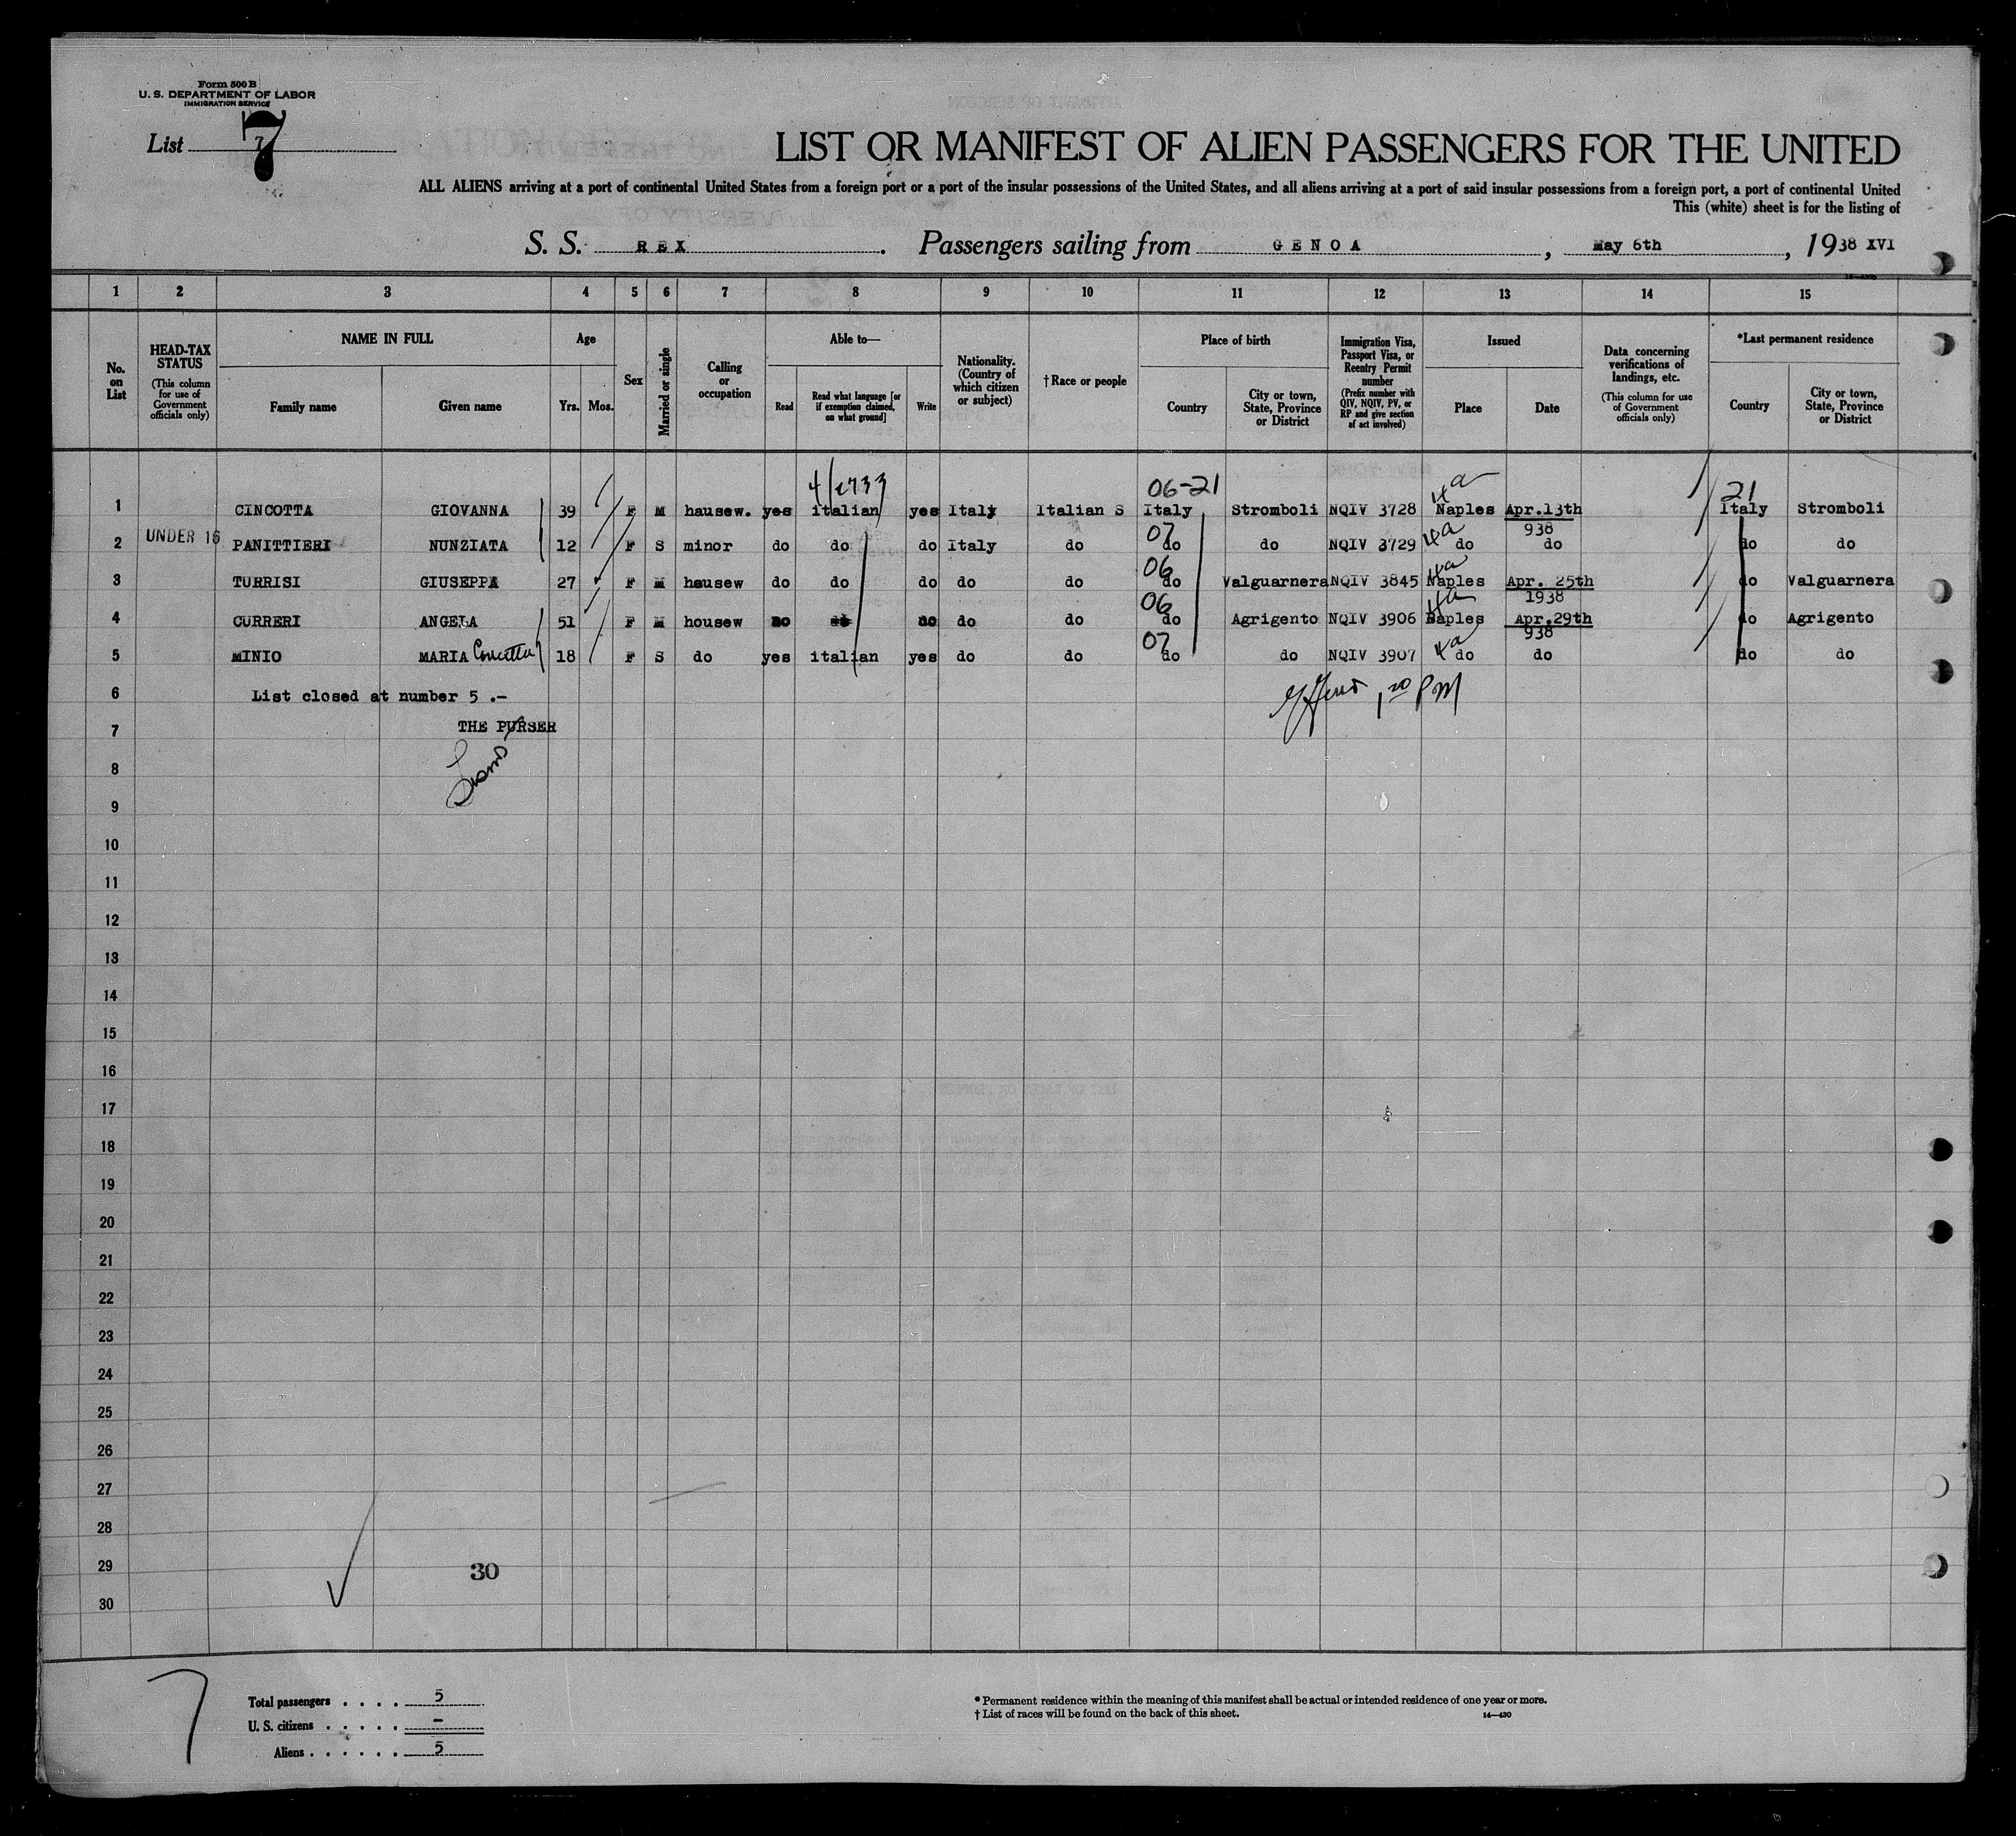 Form 500 B
U. S. DEPARTMENT OF LABOR
IMMIGRATION SERVICE
List 7
7
LIST OR MANIFEST OF ALIEN PASSENGERS FOR THE UNITED
ALL ALIENS arriving at a port of continental United States from a foreign port or a port of the insular possessions of the United States, and all aliens arriving at a port of said insular possessions from a foreign port, a port of continental United
This (white) sheet is for the listing of
S. S. REX. Passengers sailing from GENOA, May 6th, 1938 XVI
1 2 3 4 5 6 7 8 9 10 11 12 13 14 15
No. on List
HEAD-TAX STATUS
(This column for use of Government officials only)
NAME IN FULL
Family name Given name
Age
Yrs. Mos.
Sex
Married or single
Calling or occupation
Able to—
Read
Read what language [or if exemption claimed, on what ground]
Write
Nationality. (Country of which citizen or subject)
† Race or people
Place of birth
Country
City or town, State, Province or District
Immigration Visa, Passport Visa, or Reentry Permit number
(Prefix number with QIV, NQIV, PV, or RP and give section of act involved)
Issued
Place Date
Data concerning verifications of landings, etc.
(This column for use of Government officials only)
*Last permanent residence
Country
City or town, State, Province or District
06-21 4a 21
1 CINCOTTA GIOVANNA 39 F M hausew. yes italian yes Italy Italian S Italy Stromboli NQIV 3728 Naples Apr.13th Italy Stromboli
07 4a 938
2 UNDER 16 PANITTIERI NUNZIATA 12 F S minor do do do Italy do do do NQIV 3729 do do do do
06 4a
3 TURRISI GIUSEPPA 27 F M hausew do do do do do do Valguarnera NQIV 3845 Naples Apr. 25th do Valguarnera
06 4a 1938
4 CURRERI ANGELA 51 F M housew no no do do do Agrigento NQIV 3906 Naples Apr.29th do Agrigento
07 4a 938
5 MINIO MARIA Concetta 18 F S do yes italian yes do do do do NQIV 3907 do do do do
6 List closed at number 5 .-
1 20 PM
7 THE PURSER
8
9
10
11
12
13
14
15
16
17
18
19
20
21
22
23
24
25
26
27
28
29 30
30
7
Total passengers . . . . 5
U. S. citizens . . . . . -
Aliens . . . . . . 5
* Permanent residence within the meaning of this manifest shall be actual or intended residence of one year or more.
† List of races will be found on the back of this sheet. 14—430